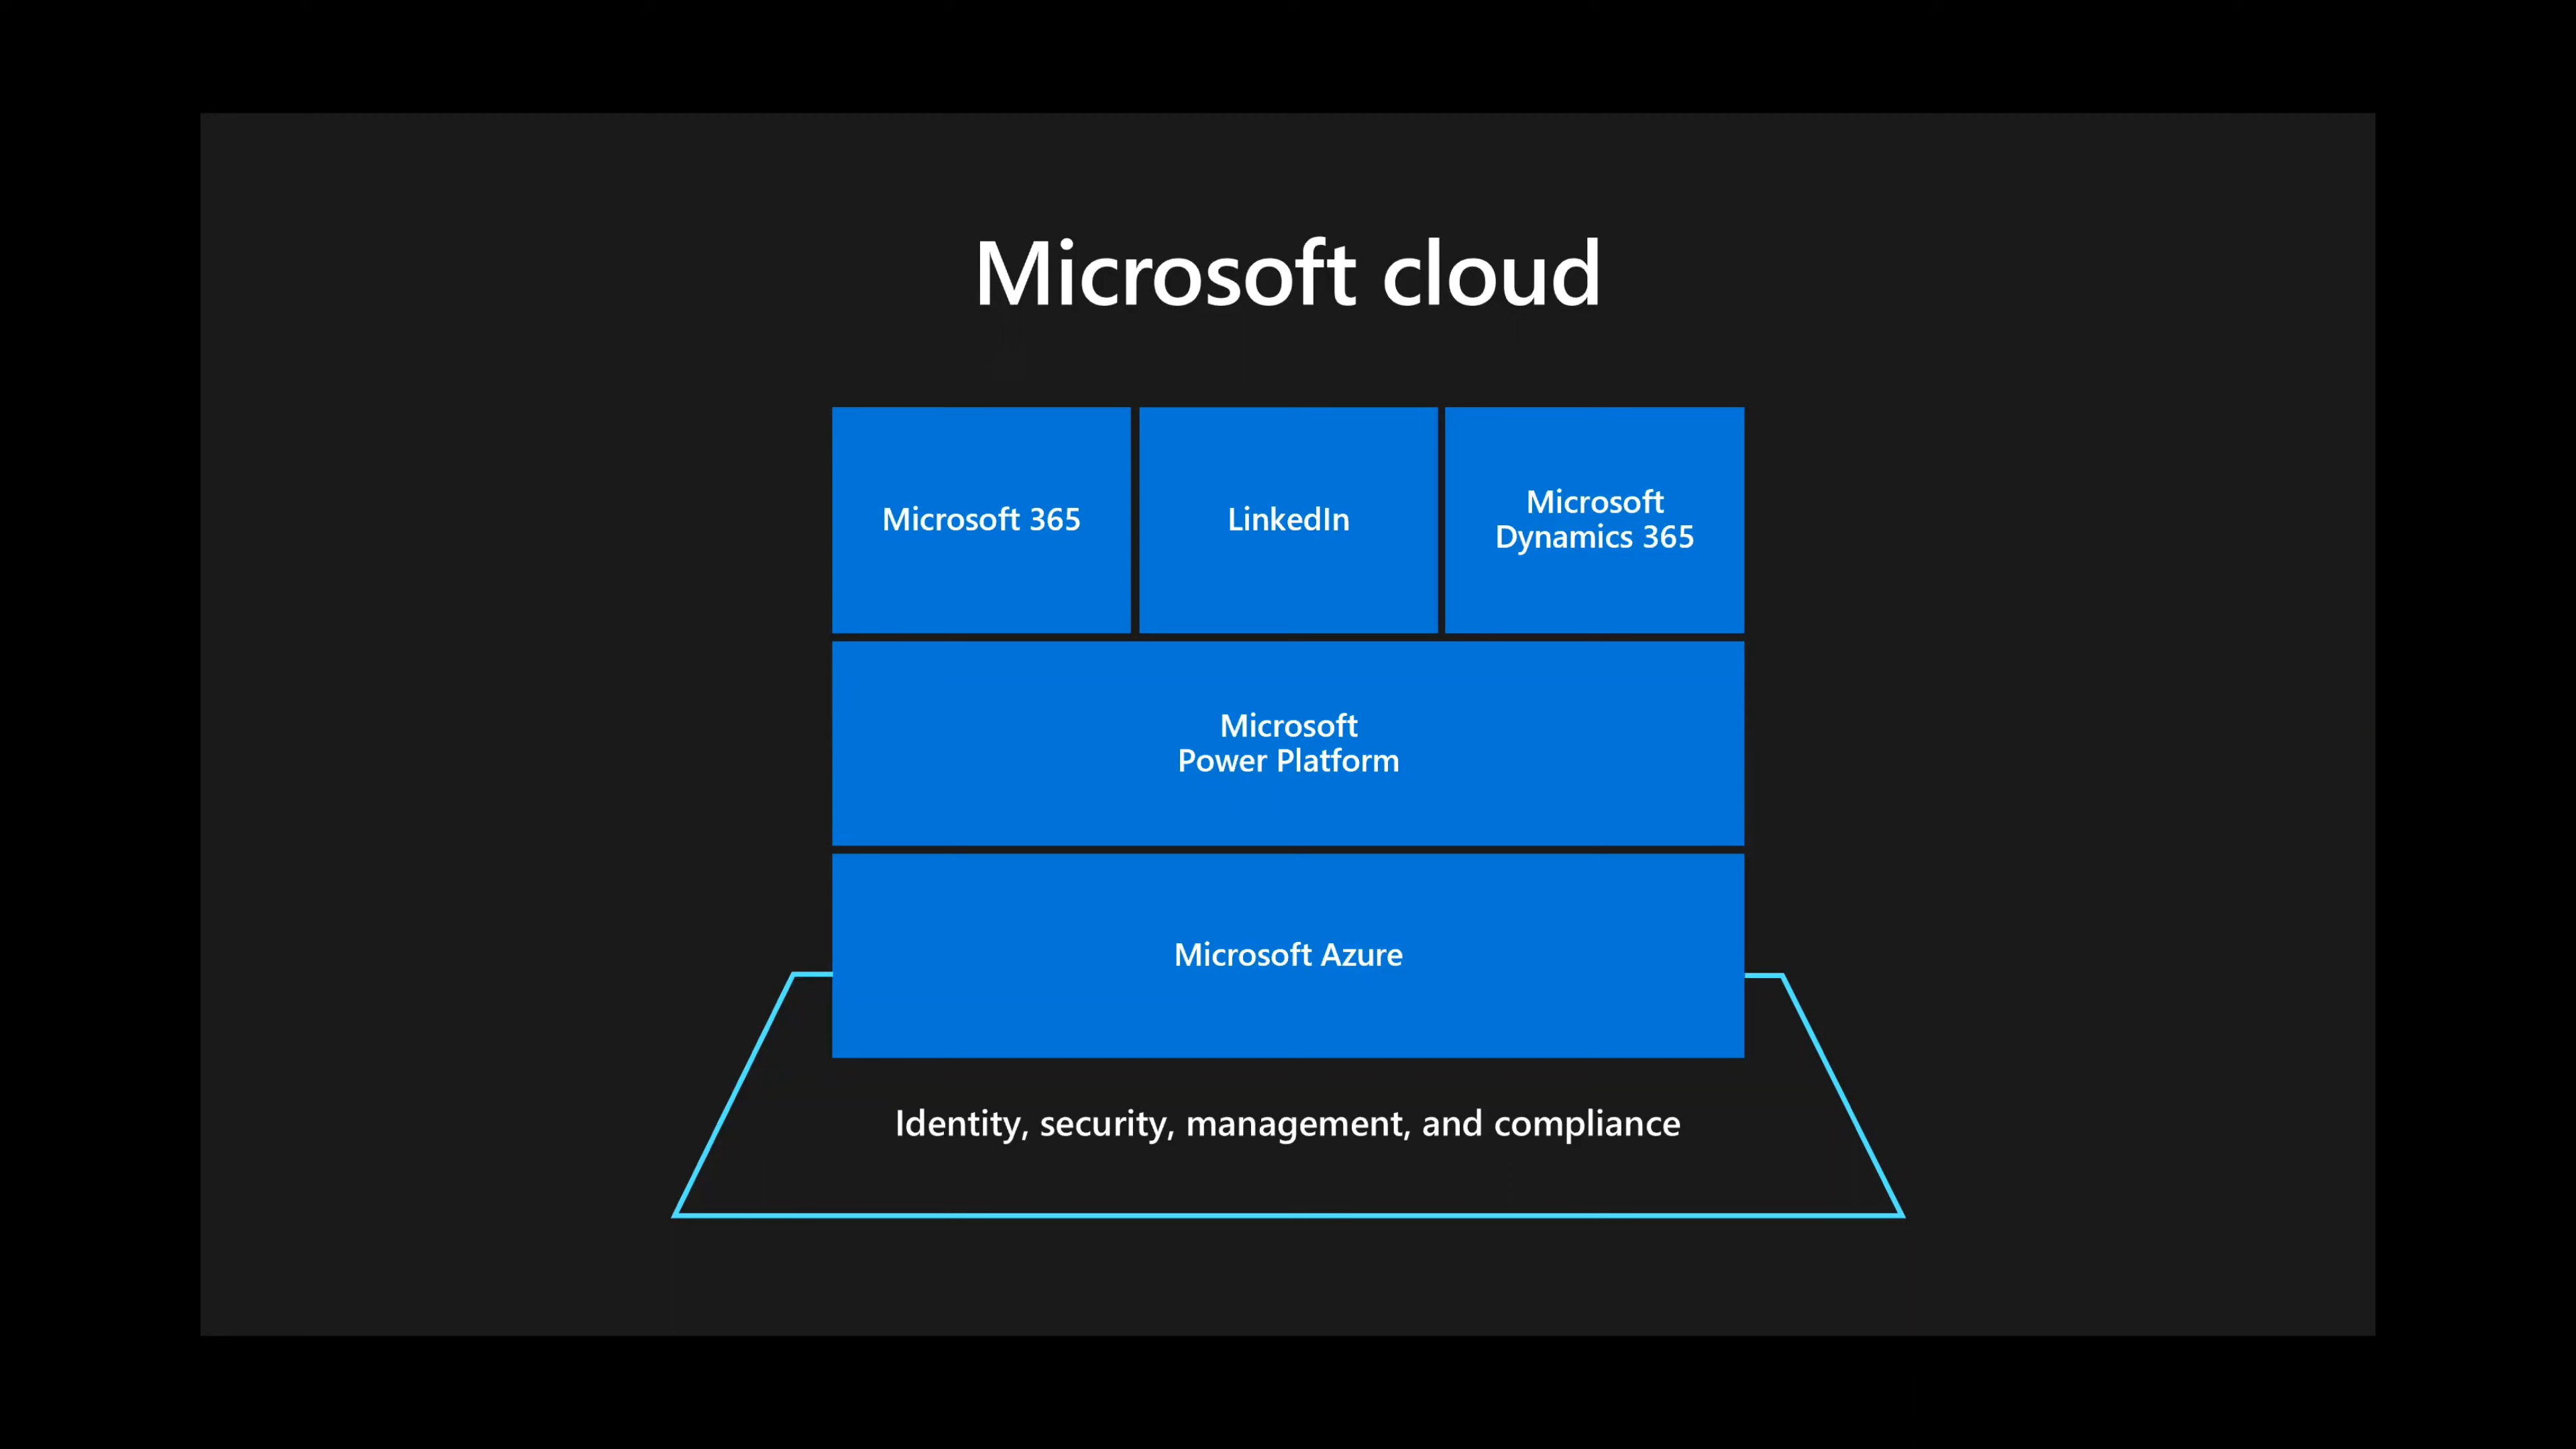 Microsoft cloud
Microsoft 365
LinkedIn
Microsoft
Dynamics 365
Microsoft
Power Platform
Microsoft Azure
Identity, security, management, and compliance